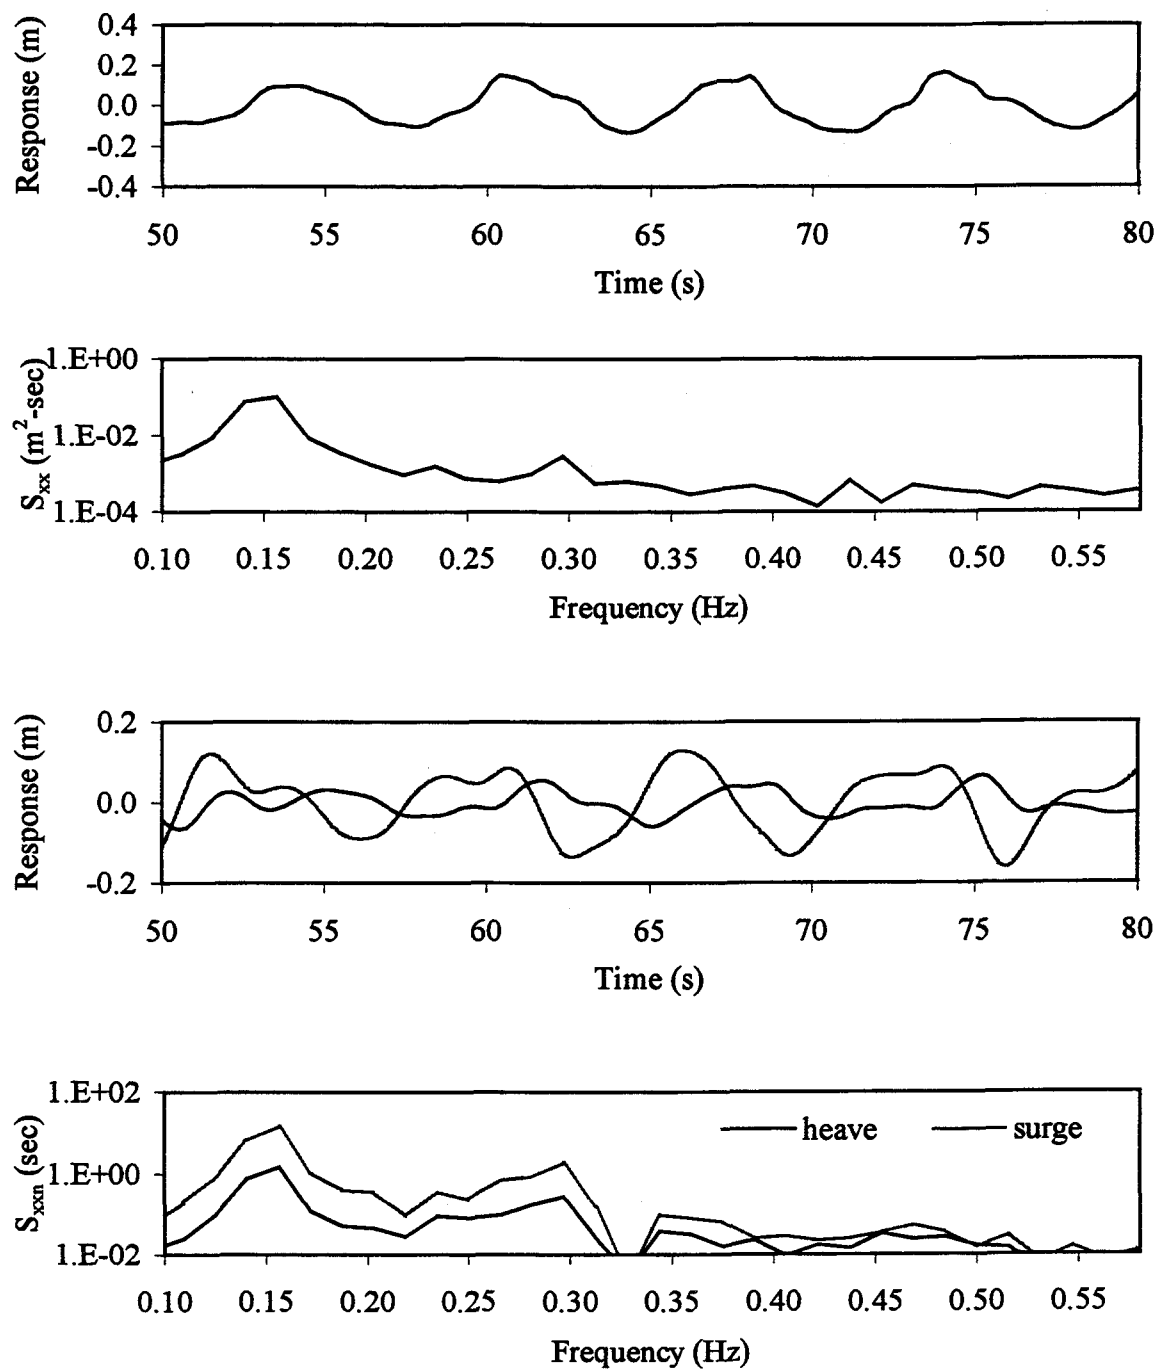 Response (m)
0.4
0.2
0.0
-0.2
-0.4
50 55 60 65 70 75 80
Time (s)
Sxx (m²-sec)
1.E+00
1.E-02
1.E-04
0.10 0.15 0.20 0.25 0.30 0.35 0.40 0.45 0.50 0.55
Frequency (Hz)
Response (m)
0.2
0.0
-0.2
50 55 60 65 70 75 80
Time (s)
Sxxn (sec)
1.E+02
1.E+00
1.E-02
heave surge
0.10 0.15 0.20 0.25 0.30 0.35 0.40 0.45 0.50 0.55
Frequency (Hz)